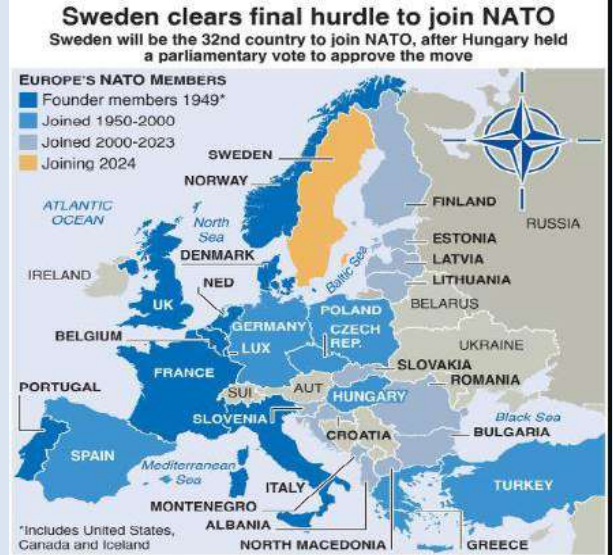 Sweden clears final hurdle to join NATO
Sweden will be the 32nd country to join NATO, after Hungary held
a parliamentary vote to approve the move
EUROPE'S NATO MEMBERS
Founder members 1949*
Joined 1950-2000
Joined 2000-2023
Joining 2024
SWEDEN
NORWAY
ATLANTIC
OCEAN
North
Sea
FINLAND
RUSSIA
DENMARK
Baltic Sea
ESTONIA
LATVIA
LITHUANIA
IRELAND
NED
UK
BELARUS
POLAND
GERMANY
CZECH
REP.
BELGIUM
LUX
UKRAINE
SLOVAKIA
FRANCE
ROMANIA
PORTUGAL
SUI
AUT
HUNGARY
SLOVENIA
Black Sea
CROATIA
BULGARIA
SPAIN
Mediterranean
Sea
ITALY
TURKEY
MONTENEGRO
ALBANIA
*Includes United States,
Canada and Iceland
NORTH MACEDONIA
GREECE